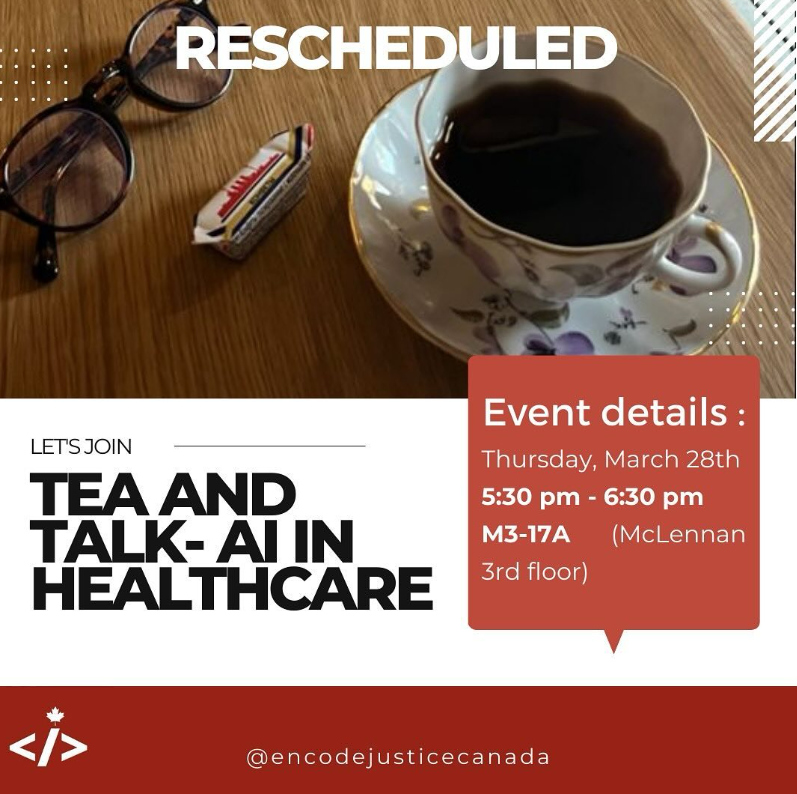 RESCHEDULED
LET'S JOIN
TEA AND
TALK- AI IN
HEALTHCARE
Event details :
Thursday, March 28th
5:30 pm - 6:30 pm
M3-17A (McLennan
3rd floor)
</>
@encodejusticecanada